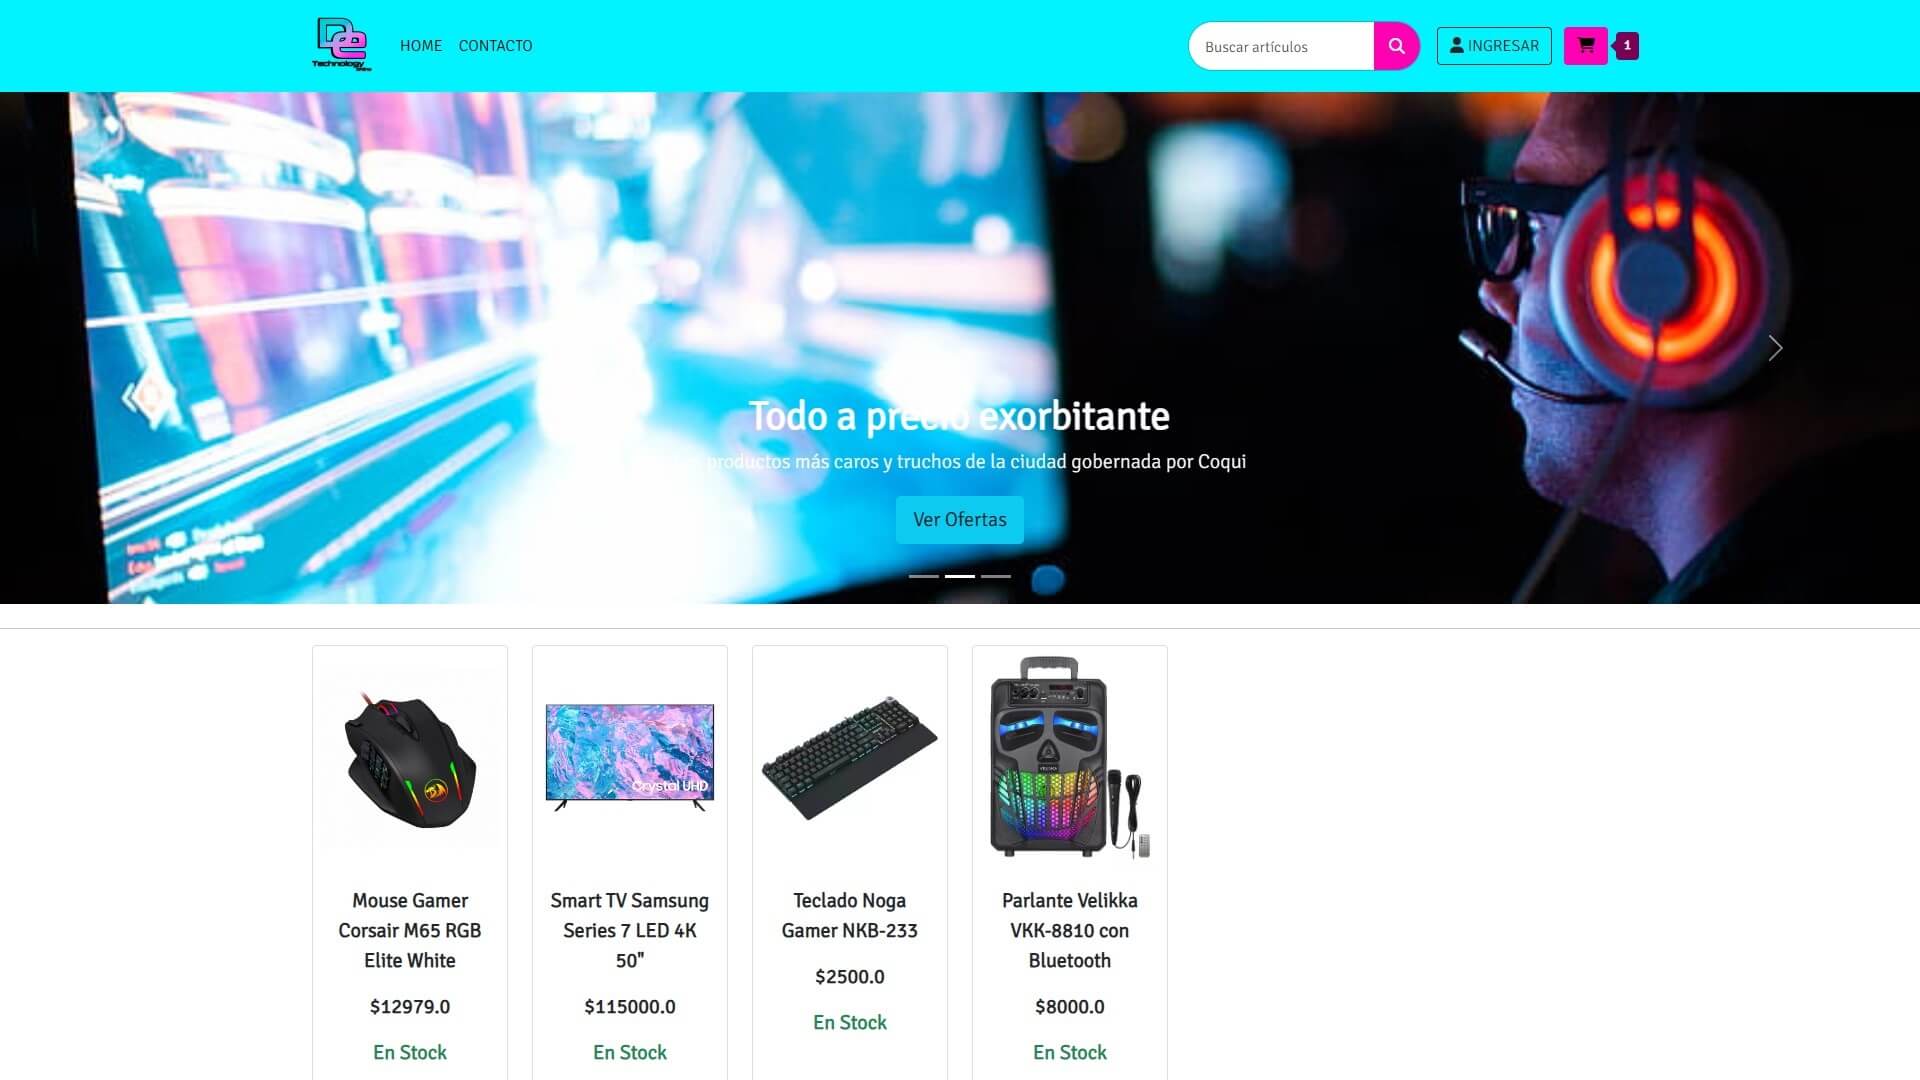 De
Technology
HOME
CONTACTO
Buscar artículos
INGRESAR
1
Todo a precio exorbitante
productos más caros y truchos de la ciudad gobernada por Coqui
Ver Ofertas
Crystal UHD
Mouse Gamer
Corsair M65 RGB
Elite White
$12979.0
En Stock
Smart TV Samsung
Series 7 LED 4K
50"
$115000.0
En Stock
Teclado Noga
Gamer NKB-233
$2500.0
En Stock
Parlante Velikka
VKK-8810 con
Bluetooth
$8000.0
En Stock